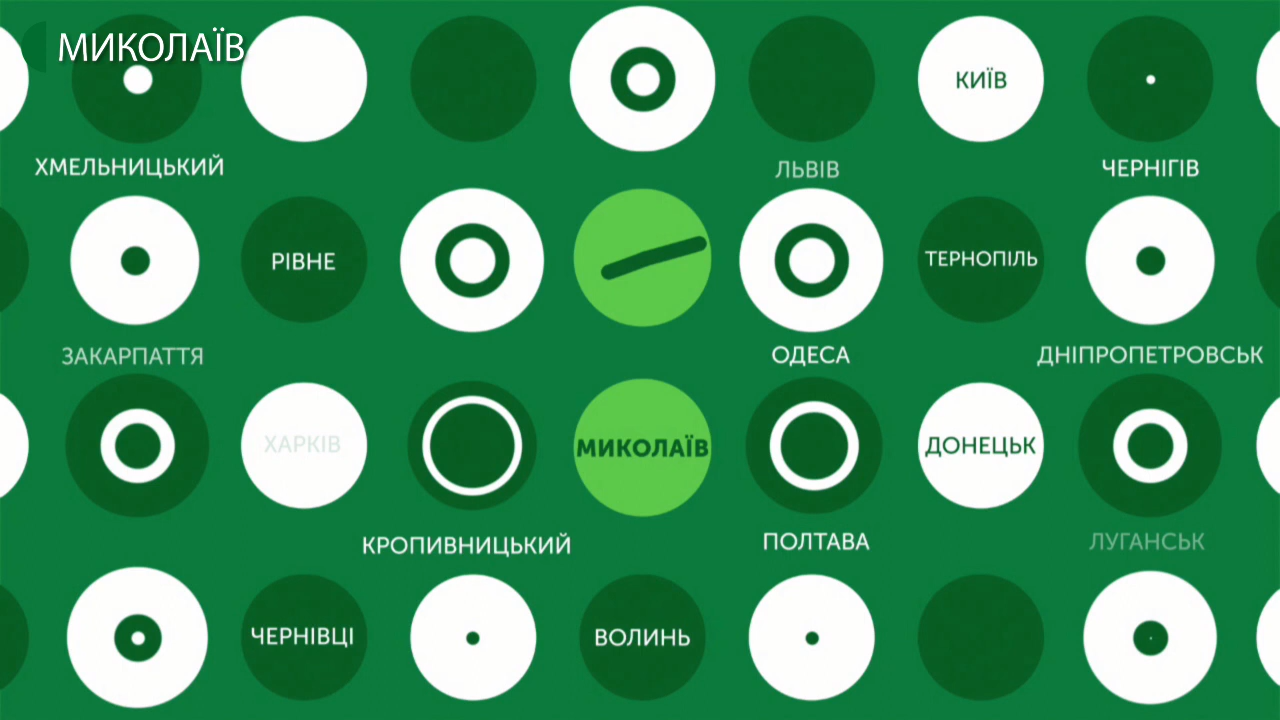 МИКОЛАЇВ
КИЇВ
ХМЕЛЬНИЦЬКИЙ
ЛЬВІВ
ЧЕРНІГІВ
РІВНЕ
ТЕРНОПІЛЬ
ЗАКАРПАТТЯ
ОДЕСА
ДНІПРОПЕТРОВСЬК
ХАРКІВ
МИКОЛАЇВ
ДОНЕЦЬК
КРОПИВНИЦЬКИЙ
ПОЛТАВА
ЛУГАНСЬК
ЧЕРНІВЦІ
ВОЛИНЬ